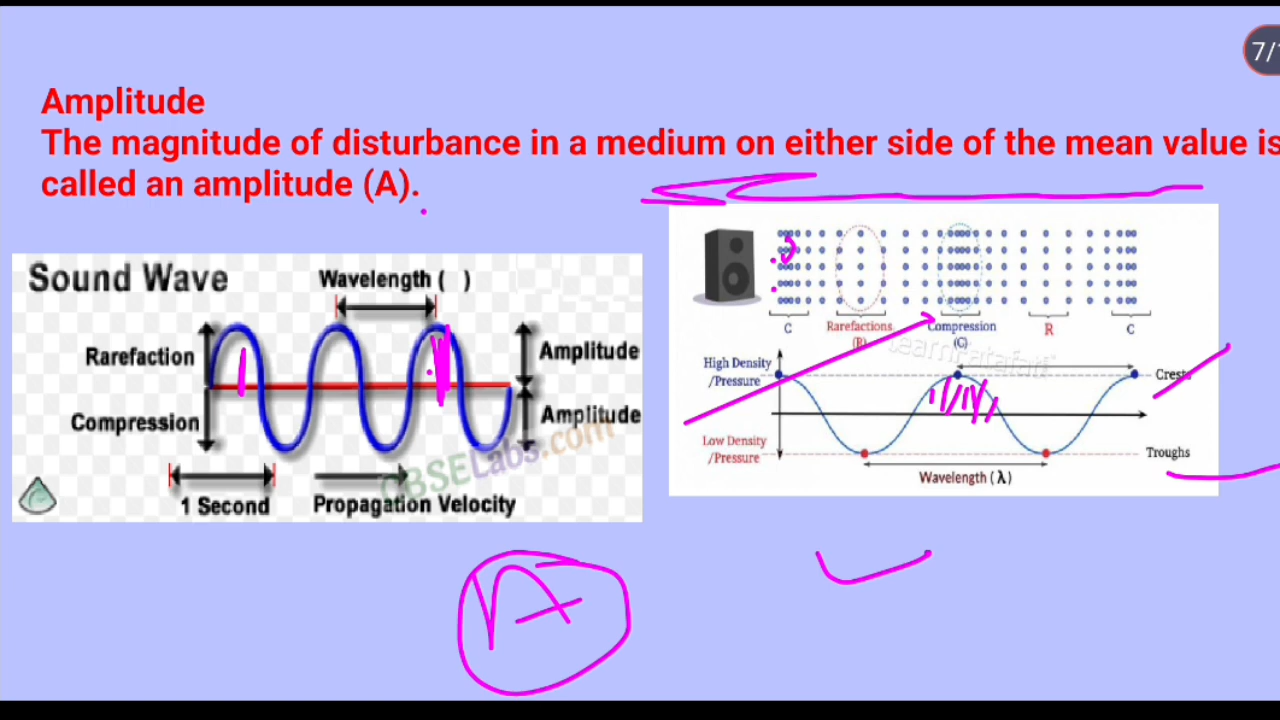 7/1
Amplitude
The magnitude of disturbance in a medium on either side of the mean value is
called an amplitude (A).
Sound Wave
Wavelength ( )
Rarefaction
Compression
Amplitude
Amplitude
1 Second
Propagation Velocity
CBSELabs.com
C
Rarefactions
(R)
Compression
(C)
R
C
High Density
/Pressure
Crests
Low Density
/Pressure
Troughs
Wavelength (λ)
A